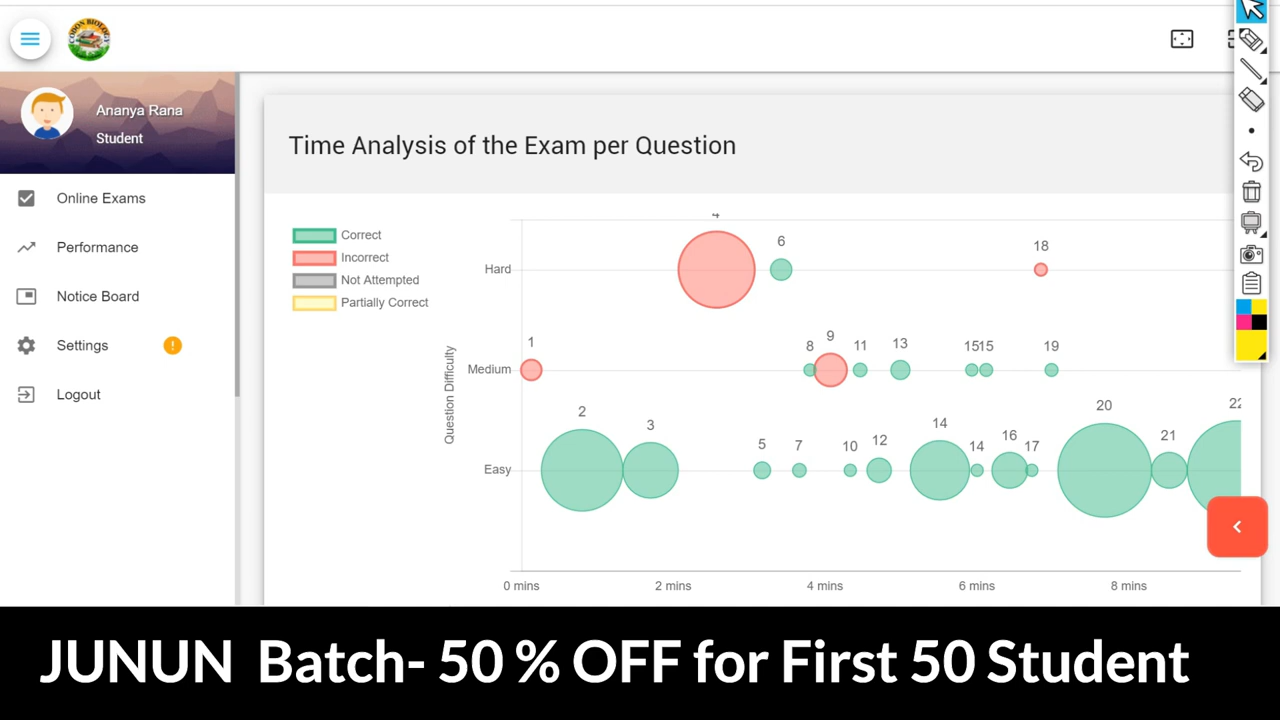 Ananya Rana
Student
Online Exams
Performance
Notice Board
Settings
Logout
Time Analysis of the Exam per Question
Correct
Incorrect
Not Attempted
Partially Correct
Question Difficulty
Hard
4
6
18
Medium
1
8
9
11
13
15
15
19
Easy
2
3
5
7
10
12
14
14
16
17
20
21
22
0 mins
2 mins
4 mins
6 mins
8 mins
JUNUN Batch- 50 % OFF for First 50 Student